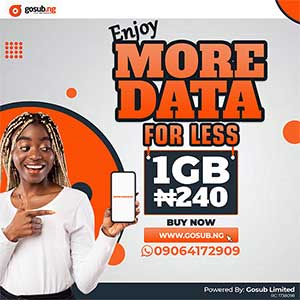 gosub.ng
Enjoy
MORE
DATA
FOR LESS
1GB
₦240
BUY NOW
WWW.GOSUB.NG
09064172909
Powered By: Gosub Limited